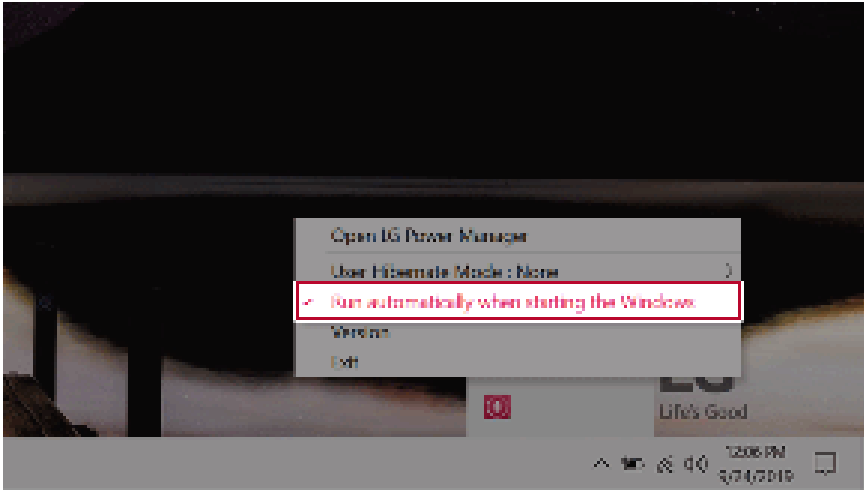 Open LG Power Manager
User Hibernate Mode : None
Run automatically when starting the Windows
Version
Exit
LG
Life's Good
12:06 PM
9/24/2019